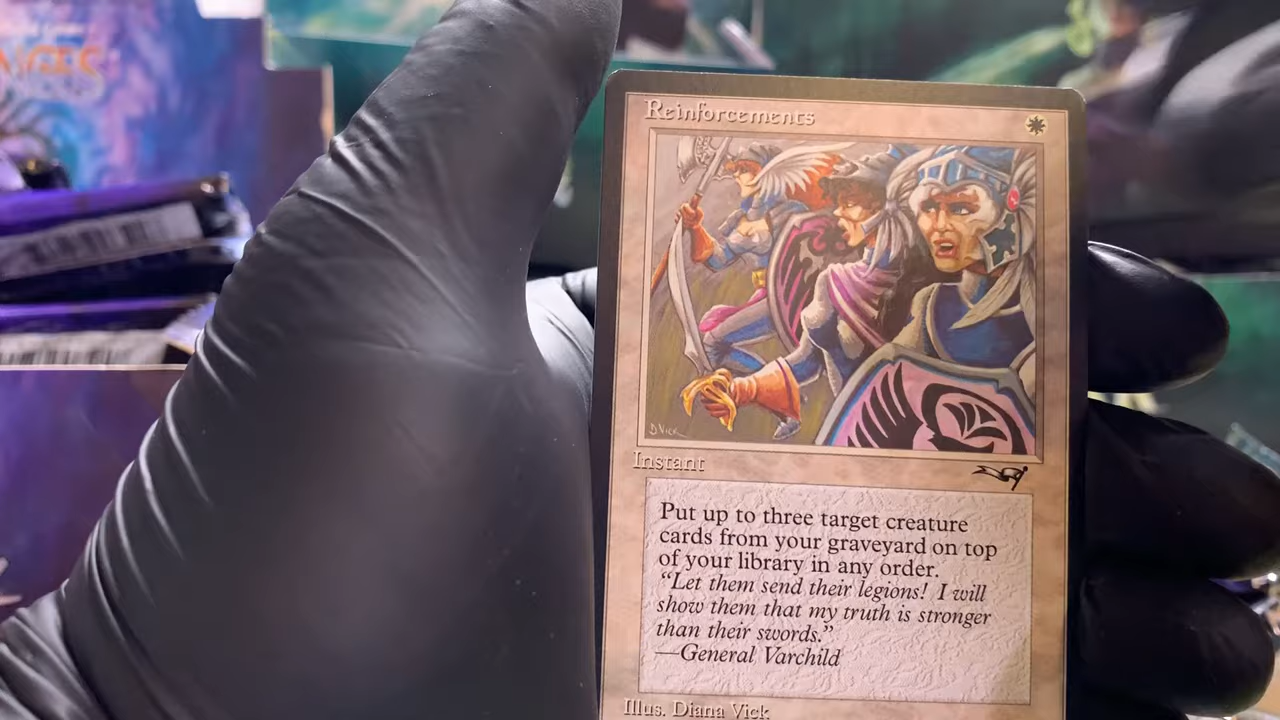 Reinforcements
D. Vick
Instant
Put up to three target creature
cards from your graveyard on top
of your library in any order.
“Let them send their legions! I will
show them that my truth is stronger
than their swords.”
—General Varchild
Illus. Diana Vick